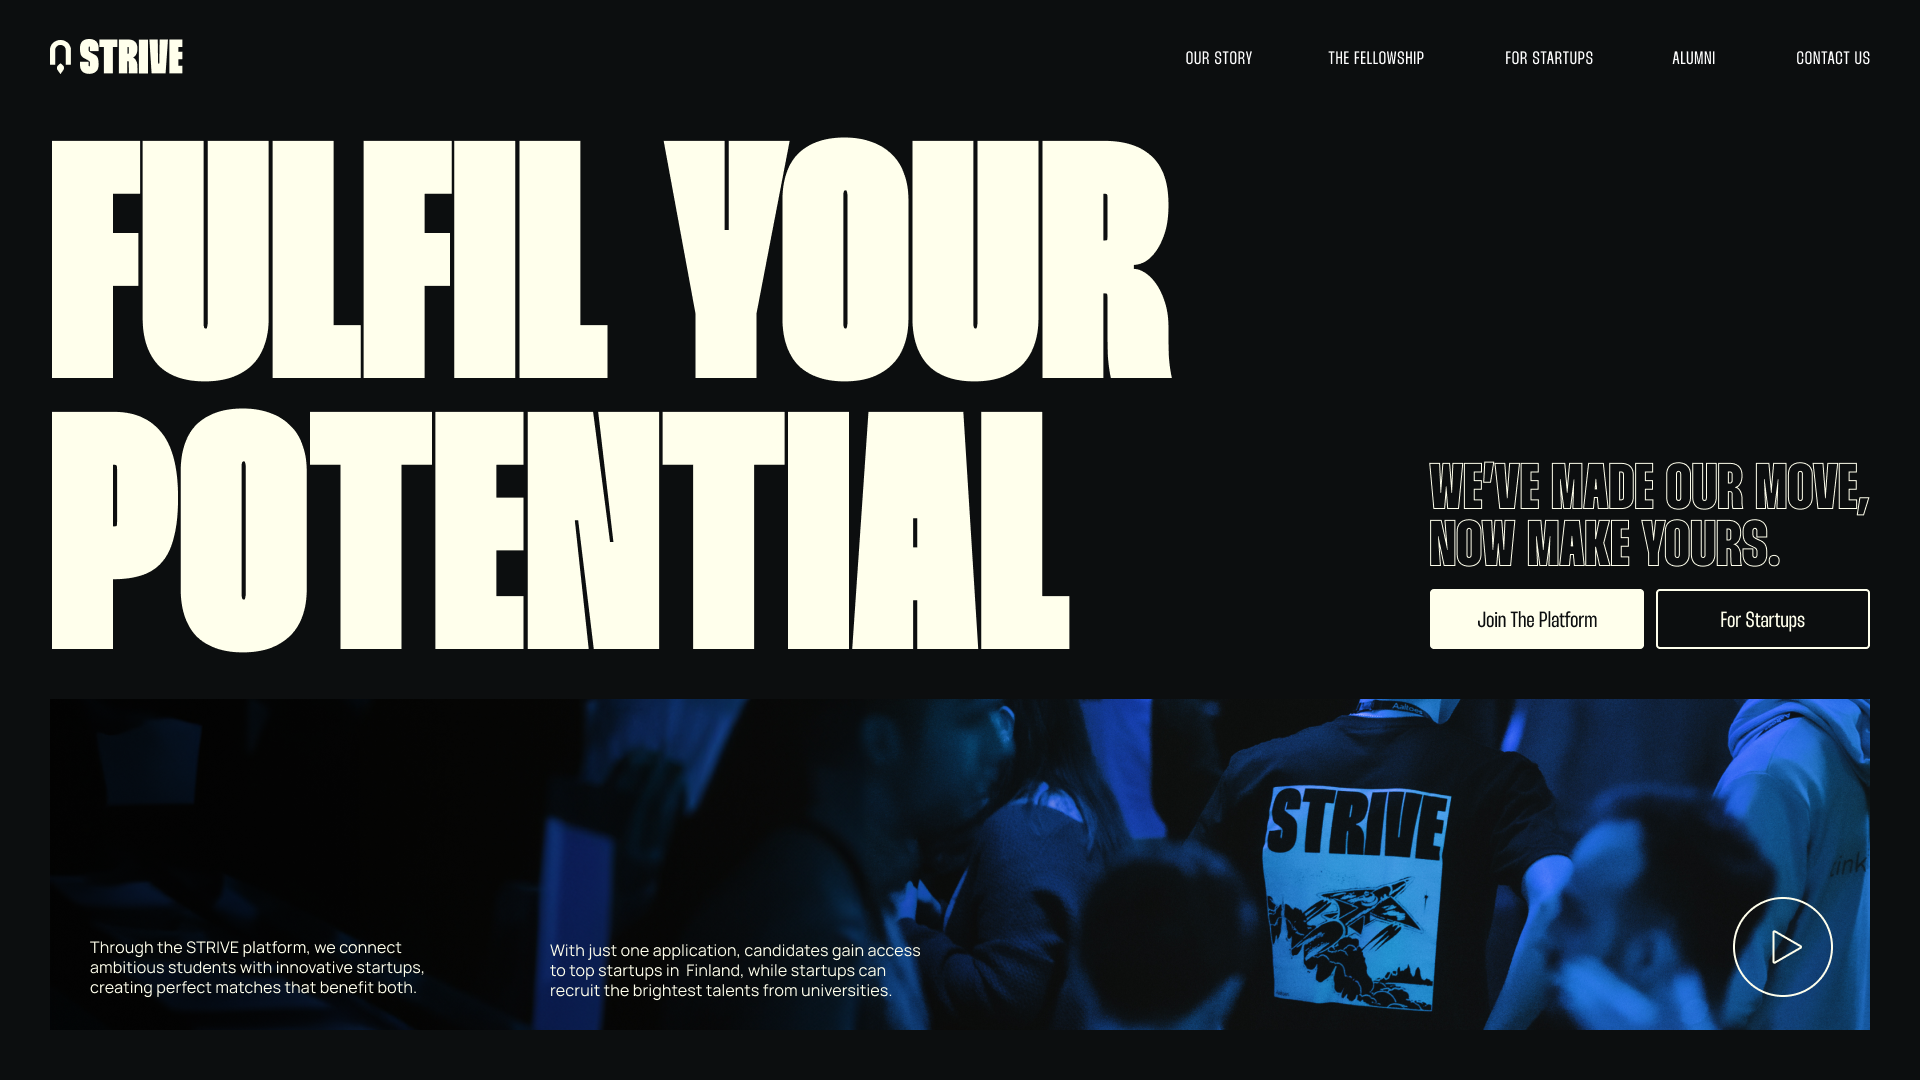 STRIVE
OUR STORY
THE FELLOWSHIP
FOR STARTUPS
ALUMNI
CONTACT US
FULFIL YOUR
POTENTIAL
WE'VE MADE OUR MOVE,
NOW MAKE YOURS.
Join The Platform
For Startups
Aaltoes
STRIVE
Through the STRIVE platform, we connect
ambitious students with innovative startups,
creating perfect matches that benefit both.
With just one application, candidates gain access
to top startups in Finland, while startups can
recruit the brightest talents from universities.